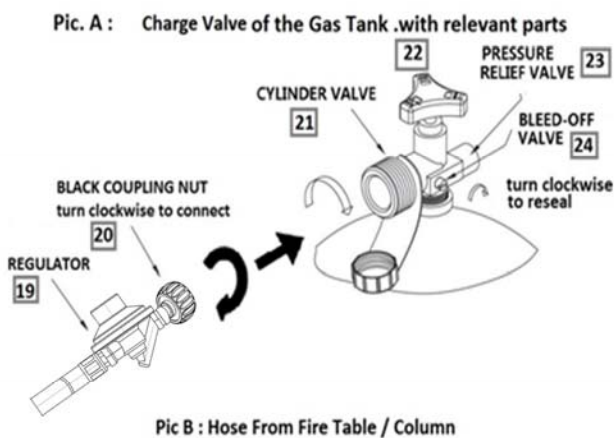 Pic. A : Charge Valve of the Gas Tank .with relevant parts
22
PRESSURE
RELIEF VALVE 23
CYLINDER VALVE
21
BLEED-OFF
VALVE
24
turn clockwise
to reseal
BLACK COUPLING NUT
turn clockwise to connect
20
REGULATOR
19
Pic B : Hose From Fire Table / Column